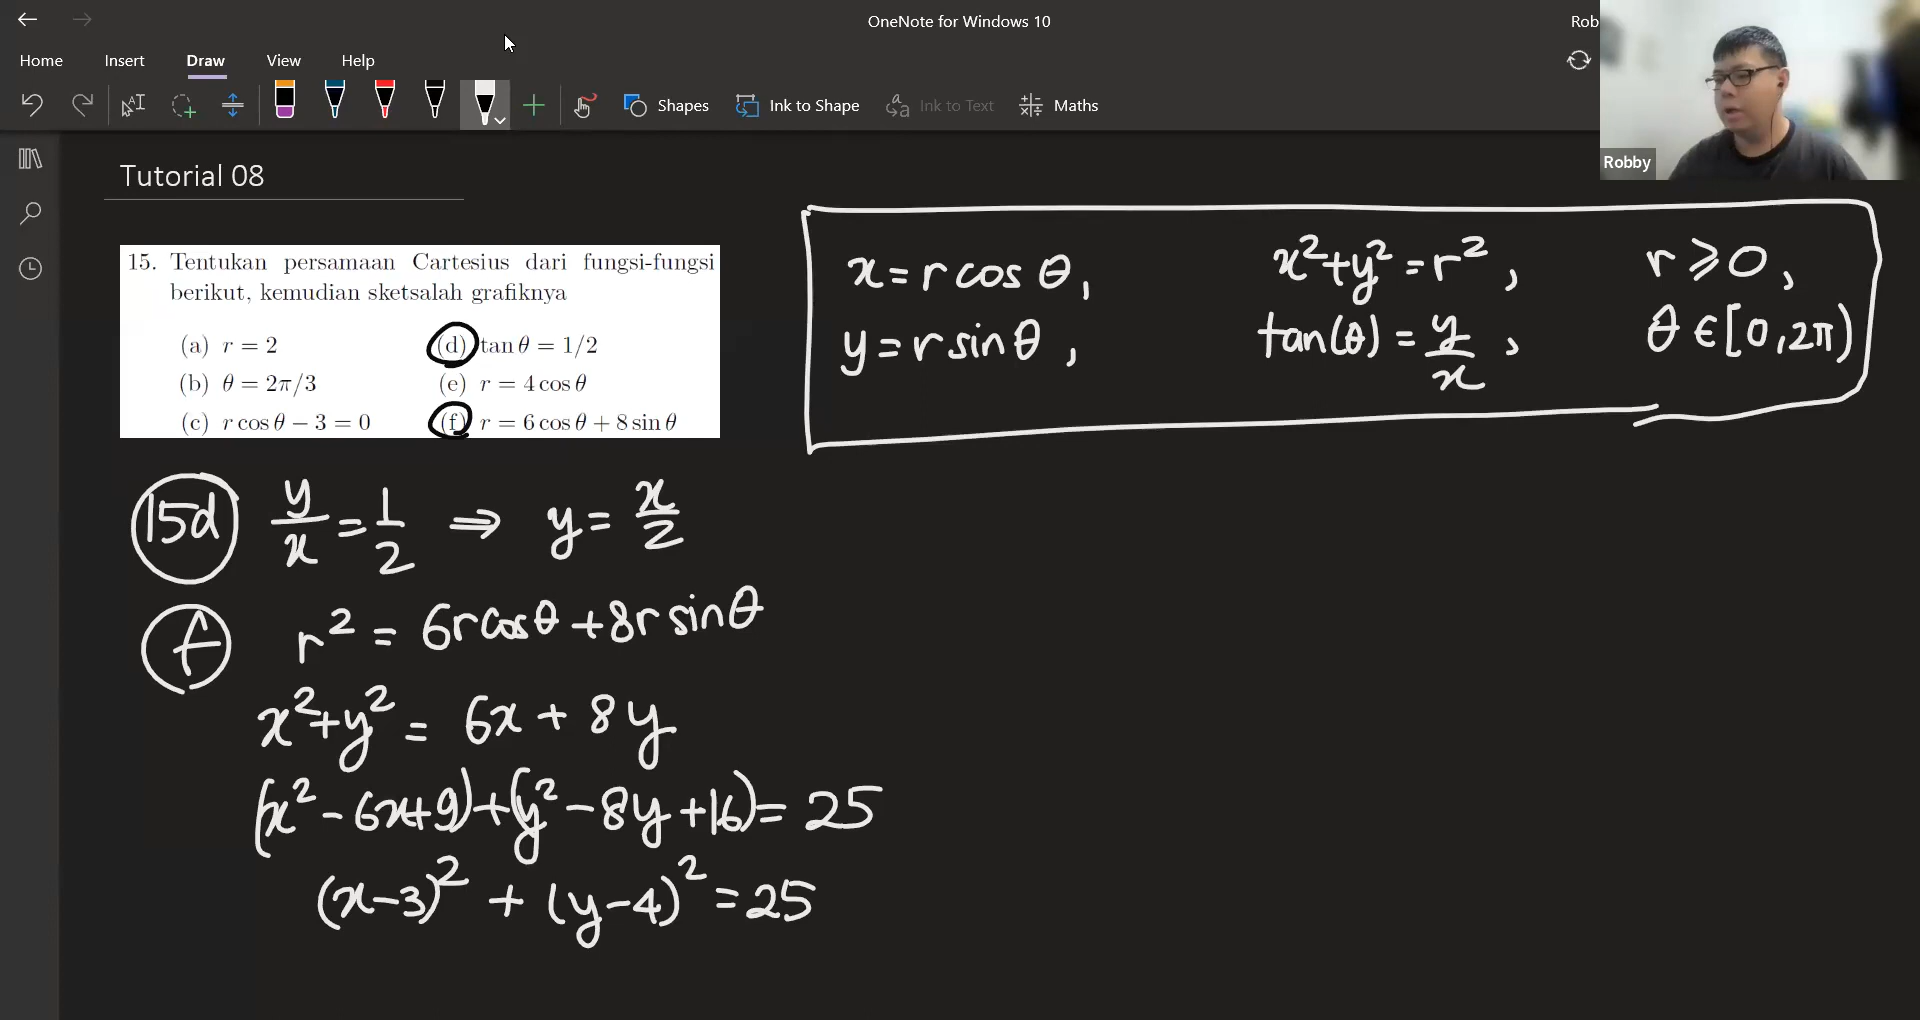 OneNote for Windows 10
Rob
Home Insert Draw View Help
Shapes Ink to Shape Ink to Text Maths
Robby
Tutorial 08
15. Tentukan persamaan Cartesius dari fungsi-fungsi
berikut, kemudian sketsalah grafiknya
(a) r = 2
(b) θ = 2π/3
(c) r cos θ − 3 = 0
(d) tan θ = 1/2
(e) r = 4 cos θ
(f) r = 6 cos θ + 8 sin θ
x = r cos θ, x²+y² = r², r ⩾ 0,
y = r sin θ, tan(θ) = y/x, θ ∈ [0, 2π)
15d y/x = 1/2 ⇒ y = x/2
f r² = 6r cos θ + 8r sin θ
x²+y² = 6x + 8y
(x² − 6x+9)+(y² − 8y +16) = 25
(x−3)² + (y−4)² = 25